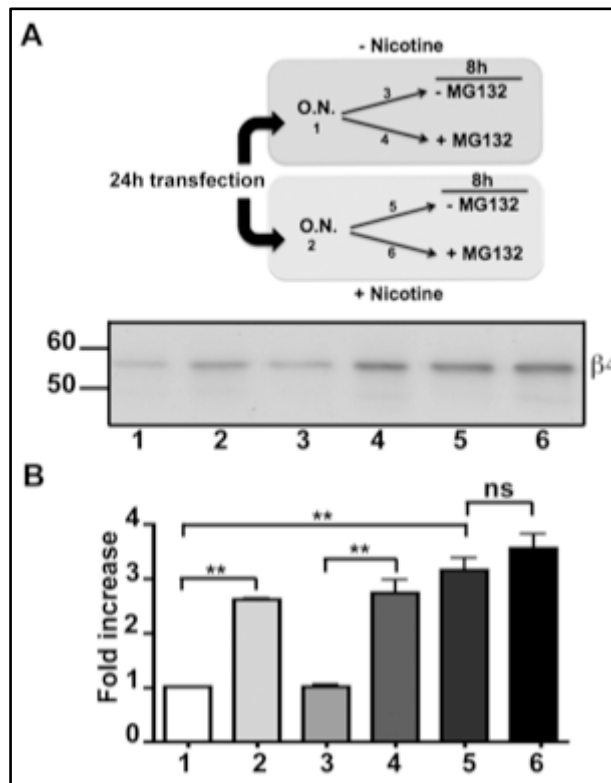 A
- Nicotine
8h
- MG132
3
O.N.
1
4
+ MG132
24h transfection
8h
- MG132
5
O.N.
2
6
+ MG132
+ Nicotine
60
50
β4
1 2 3 4 5 6
B
ns
**
** **
Fold increase
4
3
2
1
0
1 2 3 4 5 6